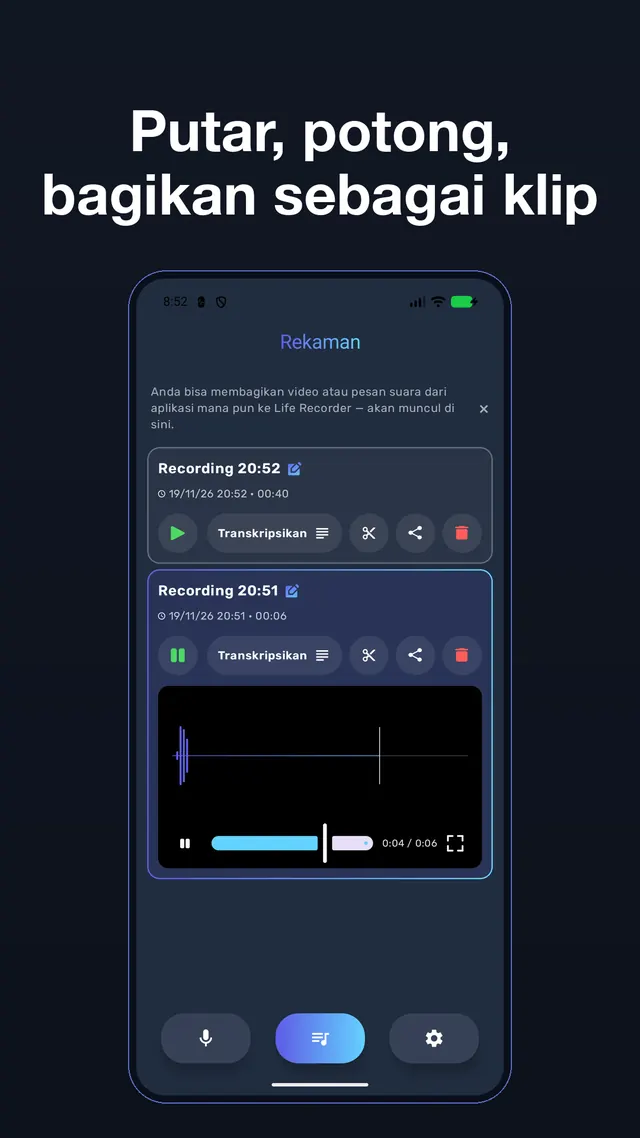 Putar, potong,
bagikan sebagai klip
8:52
Rekaman
Anda bisa membagikan video atau pesan suara dari
aplikasi mana pun ke Life Recorder — akan muncul di
sini.
Recording 20:52
19/11/26 20:52 • 00:40
Transkripsikan
Recording 20:51
19/11/26 20:51 • 00:06
Transkripsikan
0:04 / 0:06